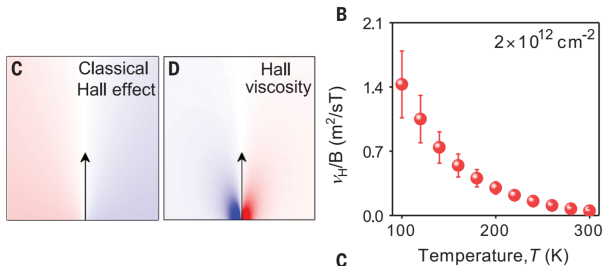 C
Classical
Hall effect
D
Hall
viscosity
B
2×10¹² cm⁻²
ν_H/B (m²/sT)
2.1
1.4
0.7
0.0
100
200
300
Temperature, T (K)
C